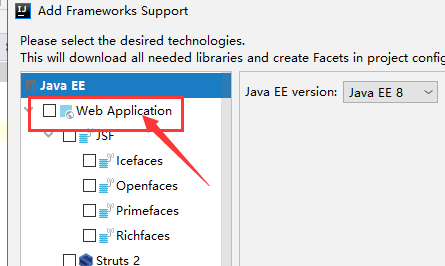 Add Frameworks Support
Please select the desired technologies.
This will download all needed libraries and create Facets in project config
Java EE
Java EE version: Java EE 8
Web Application
JSF
Icefaces
Openfaces
Primefaces
Richfaces
Struts 2